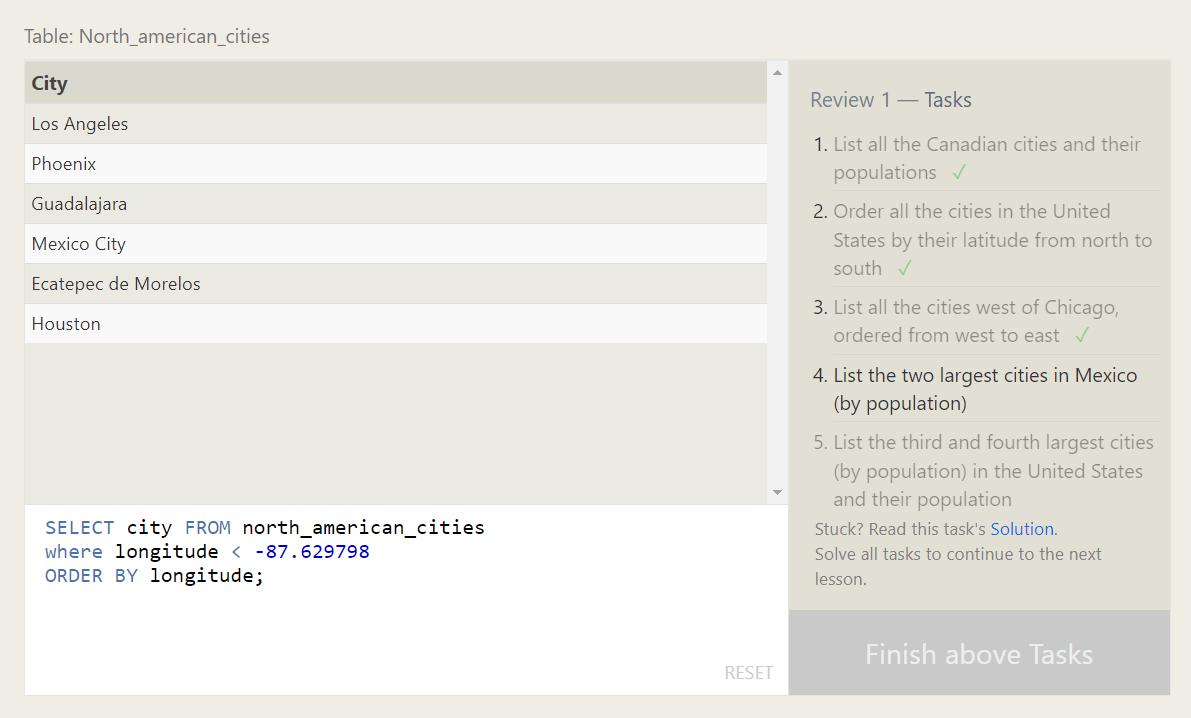 Table: North_american_cities
City
Los Angeles
Phoenix
Guadalajara
Mexico City
Ecatepec de Morelos
Houston
SELECT city FROM north_american_cities
where longitude < -87.629798
ORDER BY longitude;
RESET
Review 1 — Tasks
1. List all the Canadian cities and their
populations ✓
2. Order all the cities in the United
States by their latitude from north to
south ✓
3. List all the cities west of Chicago,
ordered from west to east ✓
4. List the two largest cities in Mexico
(by population)
5. List the third and fourth largest cities
(by population) in the United States
and their population
Stuck? Read this task's Solution.
Solve all tasks to continue to the next
lesson.
Finish above Tasks